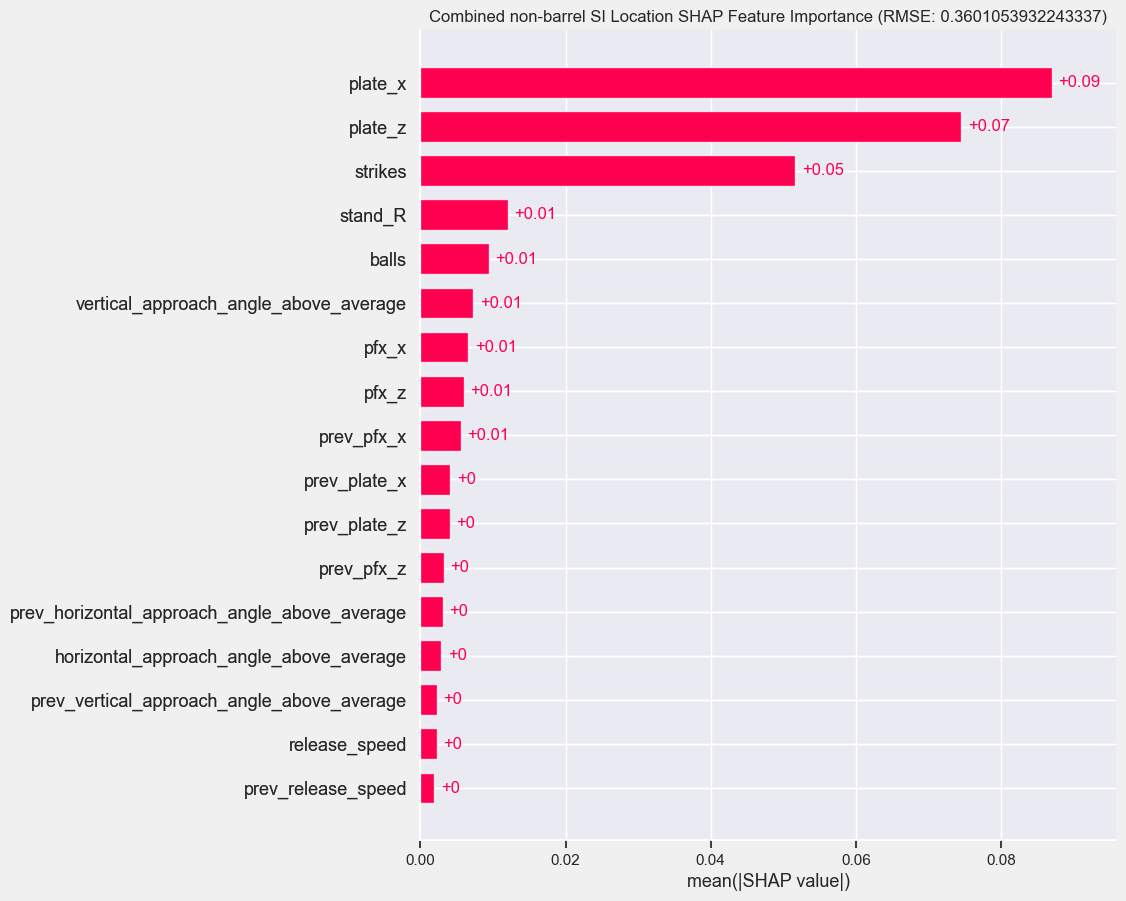 Combined non-barrel SI Location SHAP Feature Importance (RMSE: 0.3601053932243337)
plate_x +0.09
plate_z +0.07
strikes +0.05
stand_R +0.01
balls +0.01
vertical_approach_angle_above_average +0.01
pfx_x +0.01
pfx_z +0.01
prev_pfx_x +0.01
prev_plate_x +0
prev_plate_z +0
prev_pfx_z +0
prev_horizontal_approach_angle_above_average +0
horizontal_approach_angle_above_average +0
prev_vertical_approach_angle_above_average +0
release_speed +0
prev_release_speed +0
0.00 0.02 0.04 0.06 0.08
mean(|SHAP value|)